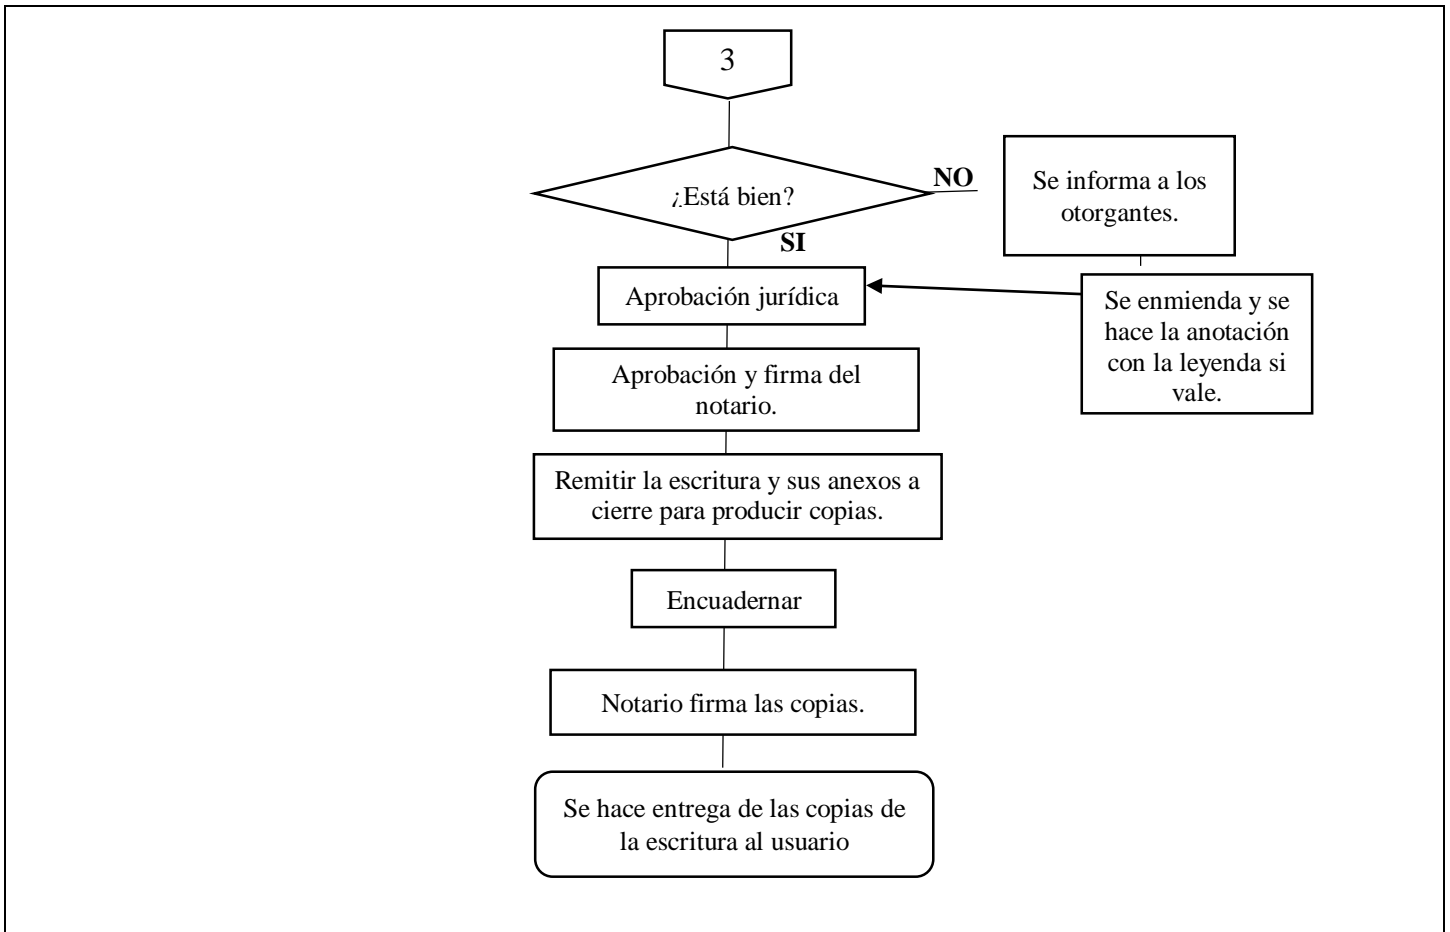 3
¿Está bien?
NO
SI
Se informa a los
otorgantes.
Aprobación jurídica
Se enmienda y se
hace la anotación
con la leyenda si
vale.
Aprobación y firma del
notario.
Remitir la escritura y sus anexos a
cierre para producir copias.
Encuadernar
Notario firma las copias.
Se hace entrega de las copias de
la escritura al usuario